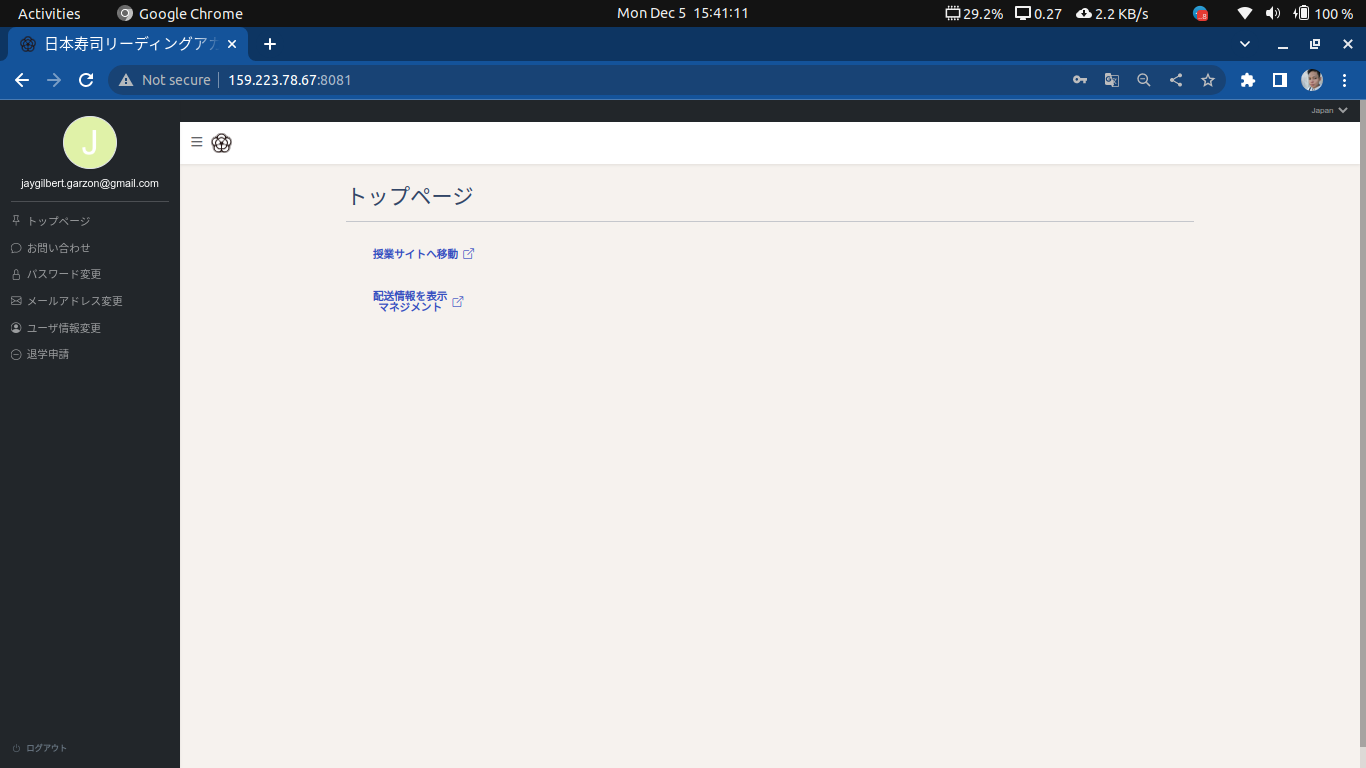 Activities
Google Chrome
Mon Dec 5 15:41:11
29.2%
0.27
2.2 KB/s
100 %
日本寿司リーディングアカ
Not secure
159.223.78.67:8081
Japan
J
jaygilbert.garzon@gmail.com
トップページ
お問い合わせ
パスワード変更
メールアドレス変更
ユーザ情報変更
退学申請
ログアウト
トップページ
授業サイトへ移動
配送情報を表示
マネジメント